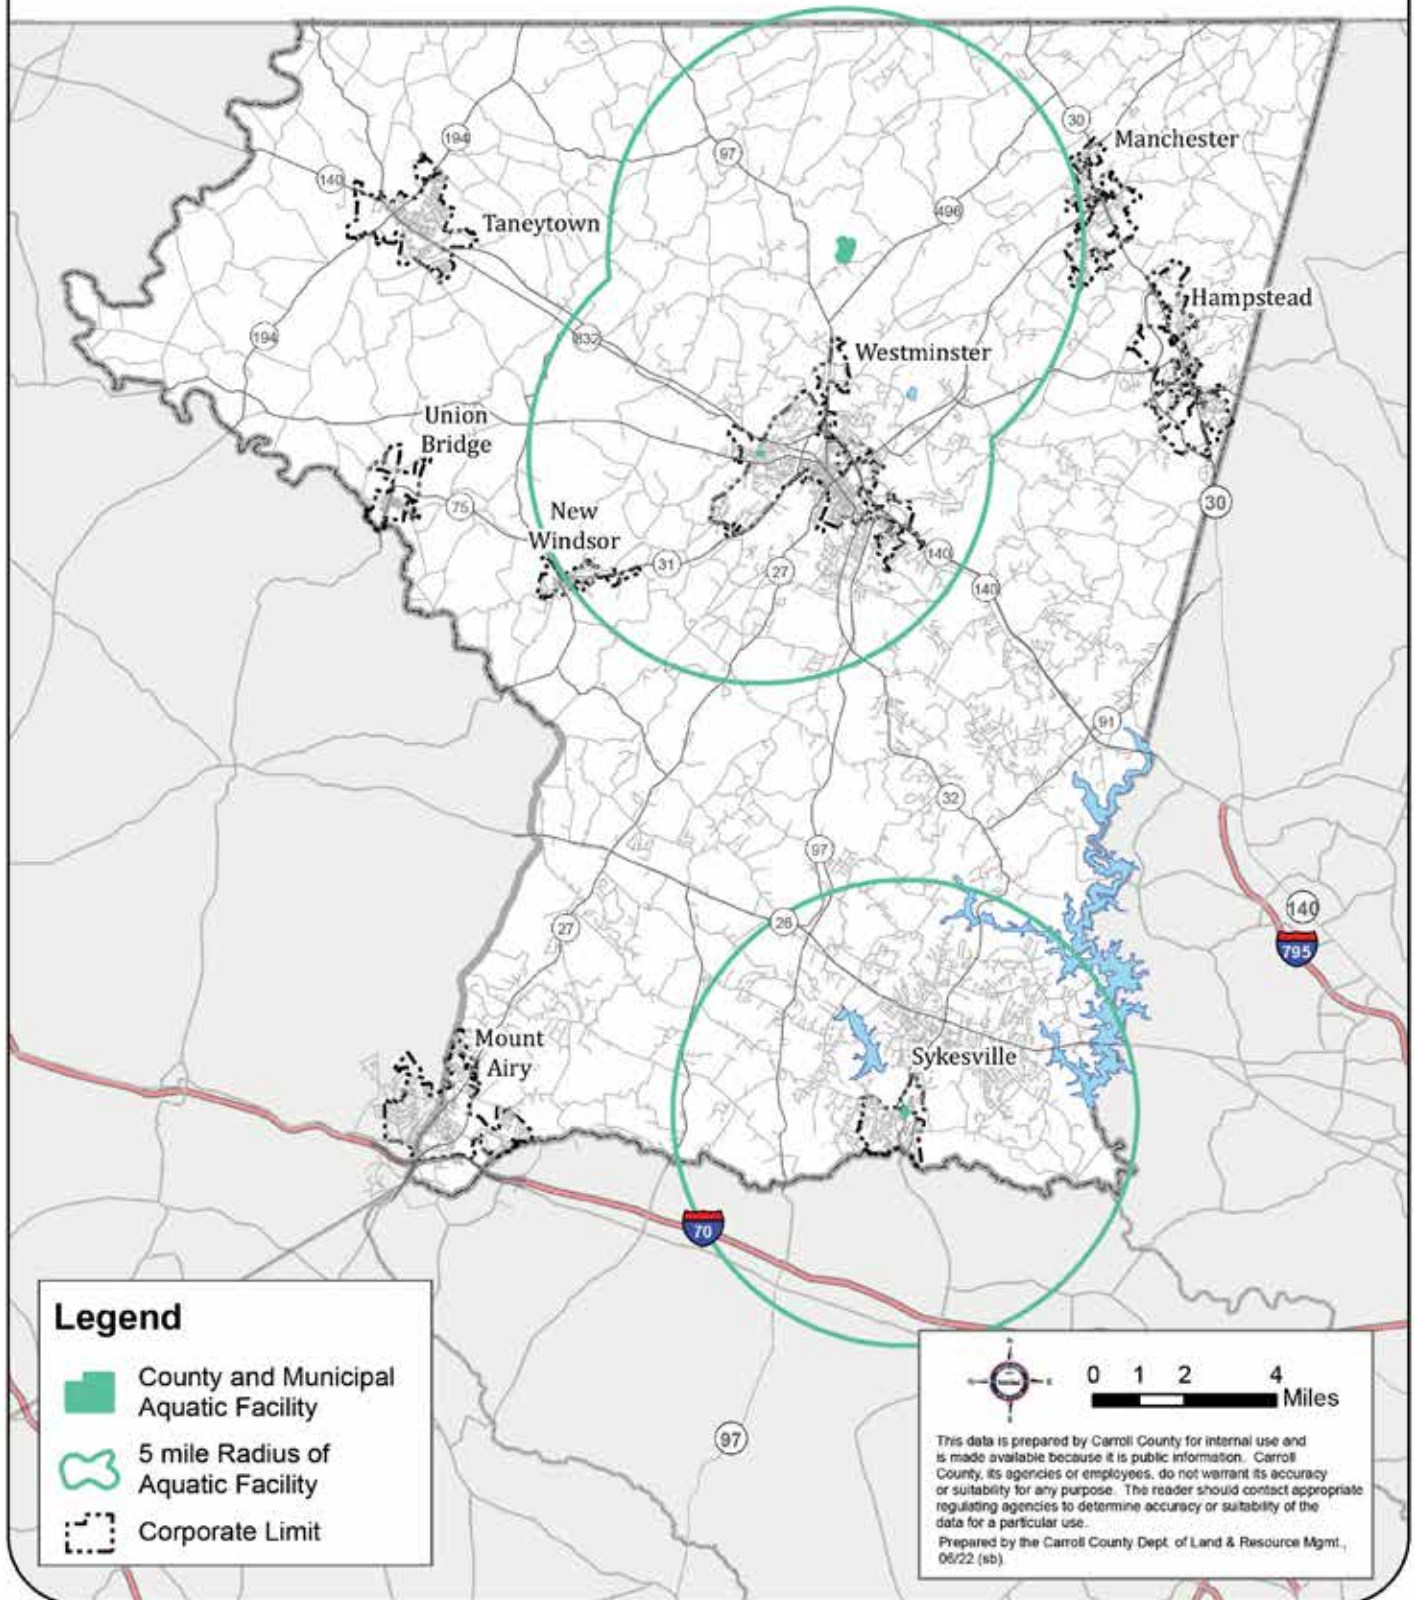 30
194
Manchester
97
140
496
Taneytown
Hampstead
194
832
Westminster
Union
Bridge
30
75
New
Windsor
140
31
27
140
91
32
97
140
26
27
795
Mount
Airy
Sykesville
70
Legend
County and Municipal
Aquatic Facility
5 mile Radius of
Aquatic Facility
Corporate Limit
97
0 1 2 4
Miles
This data is prepared by Carroll County for internal use and
is made available because it is public information. Carroll
County, its agencies or employees, do not warrant its accuracy
or suitability for any purpose. The reader should contact appropriate
regulating agencies to determine accuracy or suitability of the
data for a particular use.
Prepared by the Carroll County Dept. of Land & Resource Mgmt.,
06/22 (sb)